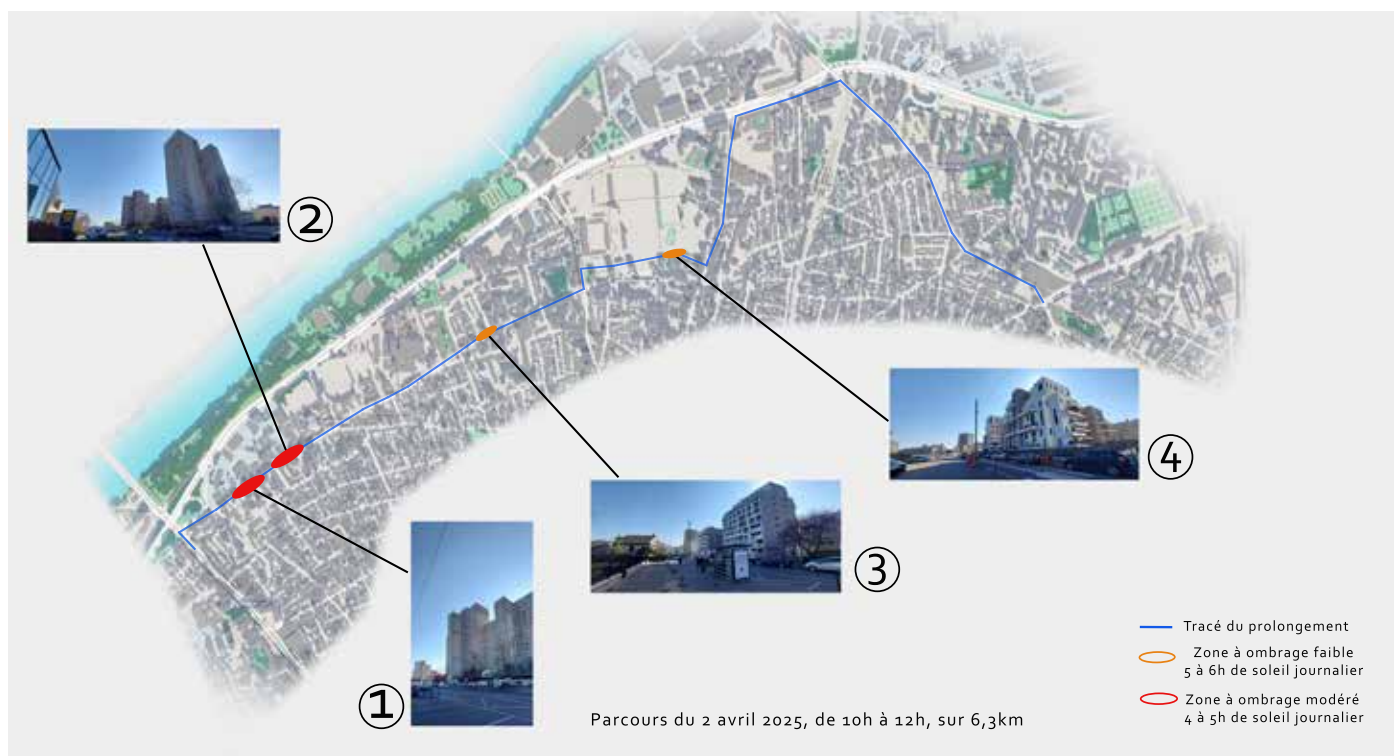 ②
④
③
①
Tracé du prolongement
Zone à ombrage faible
5 à 6h de soleil journalier
Zone à ombrage modéré
4 à 5h de soleil journalier
Parcours du 2 avril 2025, de 10h à 12h, sur 6,3km